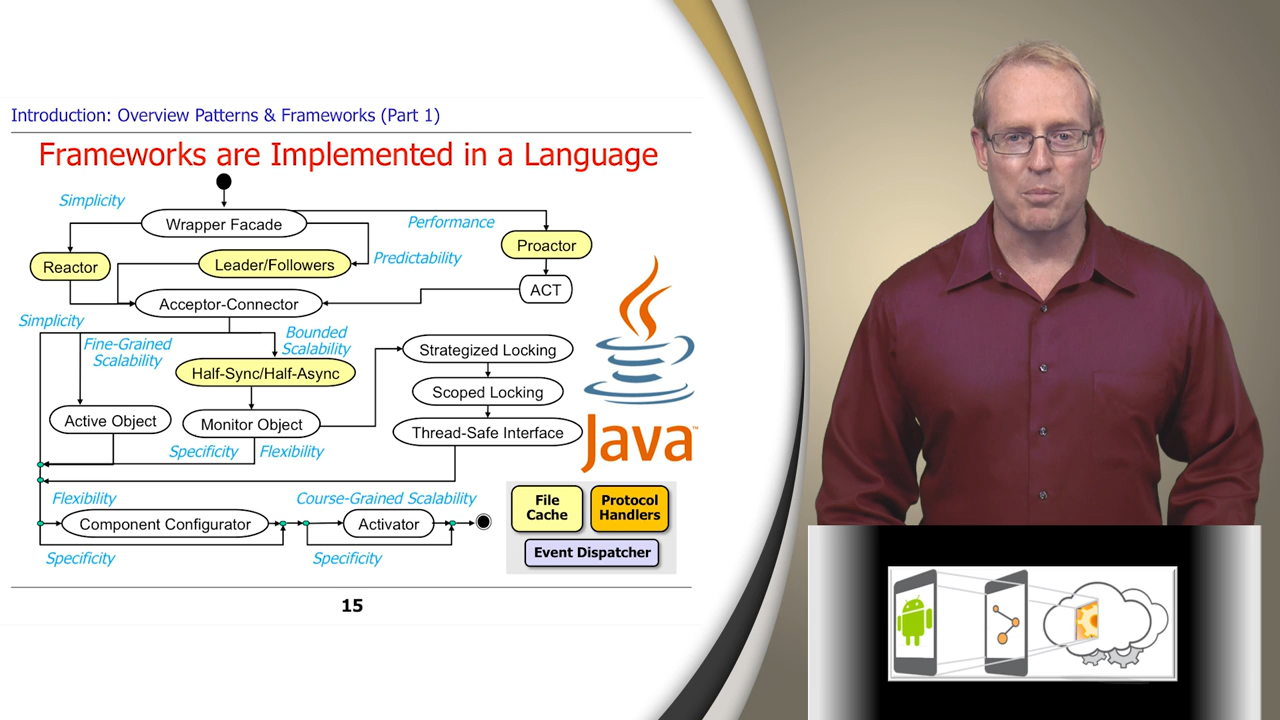 Introduction: Overview Patterns & Frameworks (Part 1)
Frameworks are Implemented in a Language
Simplicity
Wrapper Facade
Performance
Proactor
Reactor
Leader/Followers
Predictability
ACT
Acceptor-Connector
Simplicity
Fine-Grained
Scalability
Bounded
Scalability
Strategized Locking
Half-Sync/Half-Async
Scoped Locking
Active Object
Monitor Object
Thread-Safe Interface
Java™
Specificity
Flexibility
Flexibility
Course-Grained Scalability
Component Configurator
Activator
Specificity
Specificity
File
Cache
Protocol
Handlers
Event Dispatcher
15